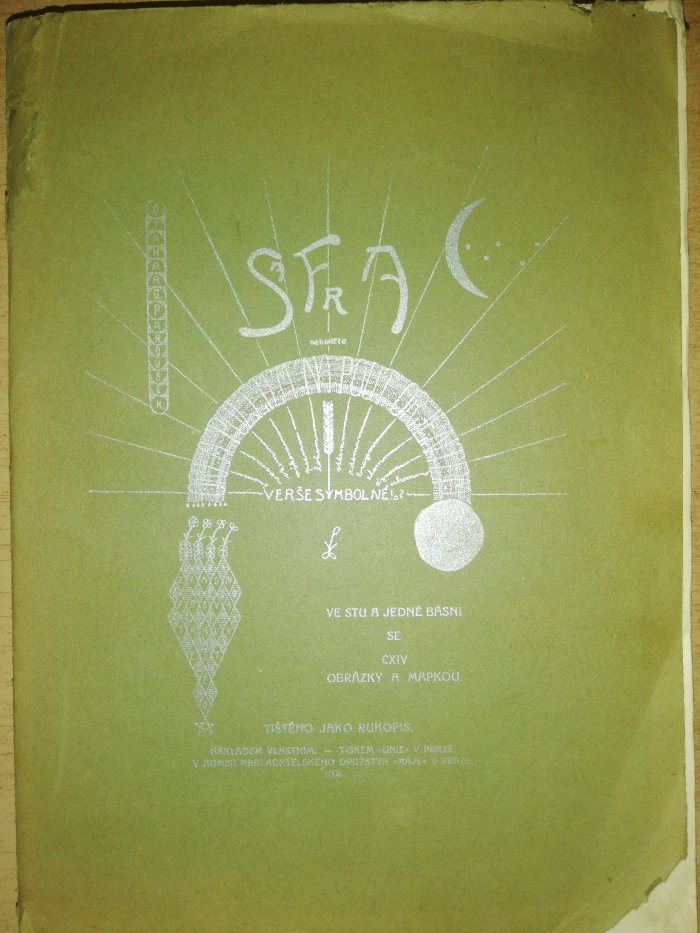 SFRA
neboližto
VERŠE SYMBOLNÉ!?
VE STU A JEDNÉ BÁSNI
SE
CXIV
OBRÁZKY A MAPKOU.
TIŠTĚNO JAKO RUKOPIS.
NÁKLADEM VLASTNÍM. — TISKEM »UNIE« V PRAZE.
V KOMISI NAKLADATELSKÉHO DRUŽSTVA »MÁJE« V PRAZE.